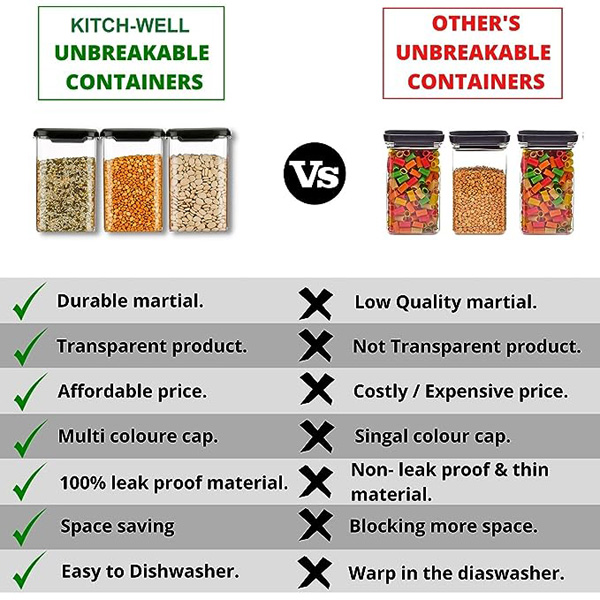 KITCH-WELL
UNBREAKABLE
CONTAINERS
OTHER'S
UNBREAKABLE
CONTAINERS
Vs
Durable martial.
Low Quality martial.
Transparent product.
Not Transparent product.
Affordable price.
Costly / Expensive price.
Multi coloure cap.
Singal colour cap.
100% leak proof material.
Non- leak proof & thin
material.
Space saving
Blocking more space.
Easy to Dishwasher.
Warp in the diaswasher.